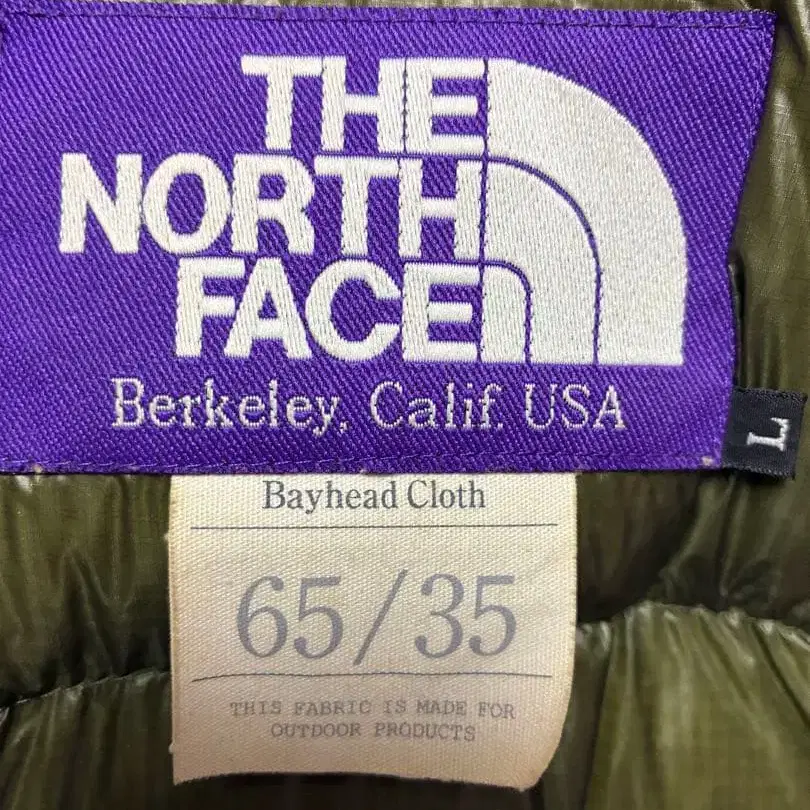 THE
NORTH
FACE
Berkeley, Calif. USA
L
Bayhead Cloth
65/35
THIS FABRIC IS MADE FOR
OUTDOOR PRODUCTS